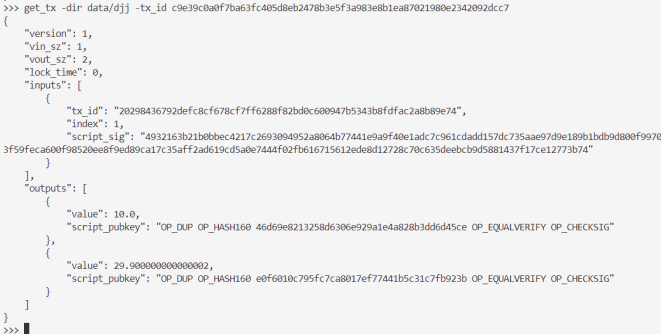 >>> get_tx -dir data/djj -tx_id c9e39c0a0f7ba63fc405d8eb2478b3e5f3a983e8b1ea87021980e2342092dcc7
{
    "version": 1,
    "vin_sz": 1,
    "vout_sz": 2,
    "lock_time": 0,
    "inputs": [
        {
            "tx_id": "20298436792defc8cf678cf7ff6288f82bd0c600947b5343b8fdfac2a8b89e74",
            "index": 1,
            "script_sig": "4932163b21b0bbec4217c2693094952a8064b77441e9a9f40e1adc7c961cdadd157dc735aae97d9e189b1bdb9d800f9970
3f59feca600f98520ee8f9ed89ca17c35aff2ad619cd5a0e7444f02fb616715612ede8d12728c70c635deebcb9d5881437f17ce12773b74"
        }
    ],
    "outputs": [
        {
            "value": 10.0,
            "script_pubkey": "OP_DUP OP_HASH160 46d69e8213258d6306e929a1e4a828b3dd6d45ce OP_EQUALVERIFY OP_CHECKSIG"
        },
        {
            "value": 29.900000000000002,
            "script_pubkey": "OP_DUP OP_HASH160 e0f6010c795fc7ca8017ef77441b5c31c7fb923b OP_EQUALVERIFY OP_CHECKSIG"
        }
    ]
}
>>>